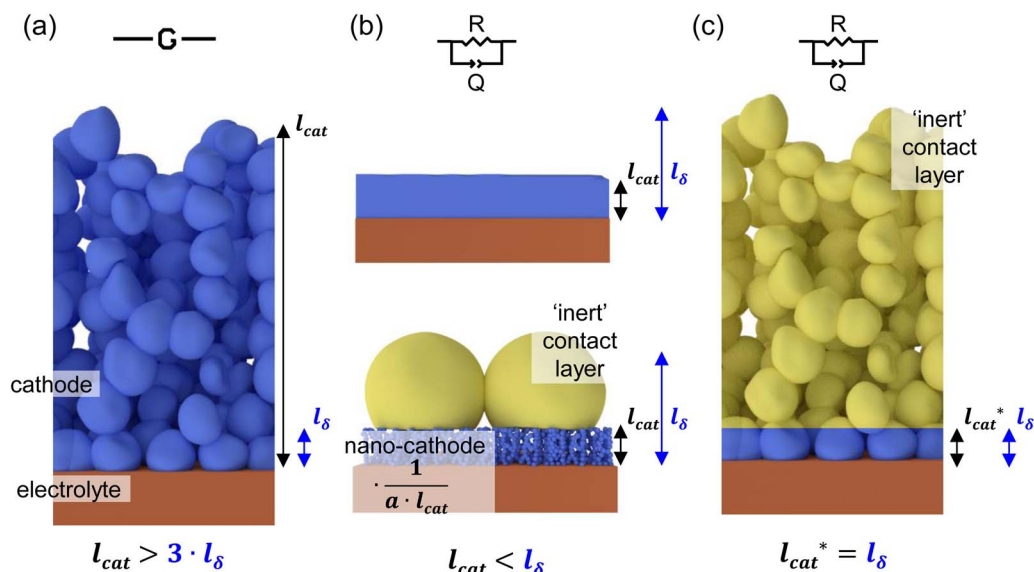 (a)
G
l_cat
cathode
l_δ
electrolyte
l_cat > 3 · l_δ
(b)
R
Q
l_cat l_δ
'inert'
contact
layer
l_cat l_δ
nano-cathode
· 1 / (a · l_cat)
l_cat < l_δ
(c)
R
Q
'inert'
contact
layer
l_cat* l_δ
l_cat* = l_δ